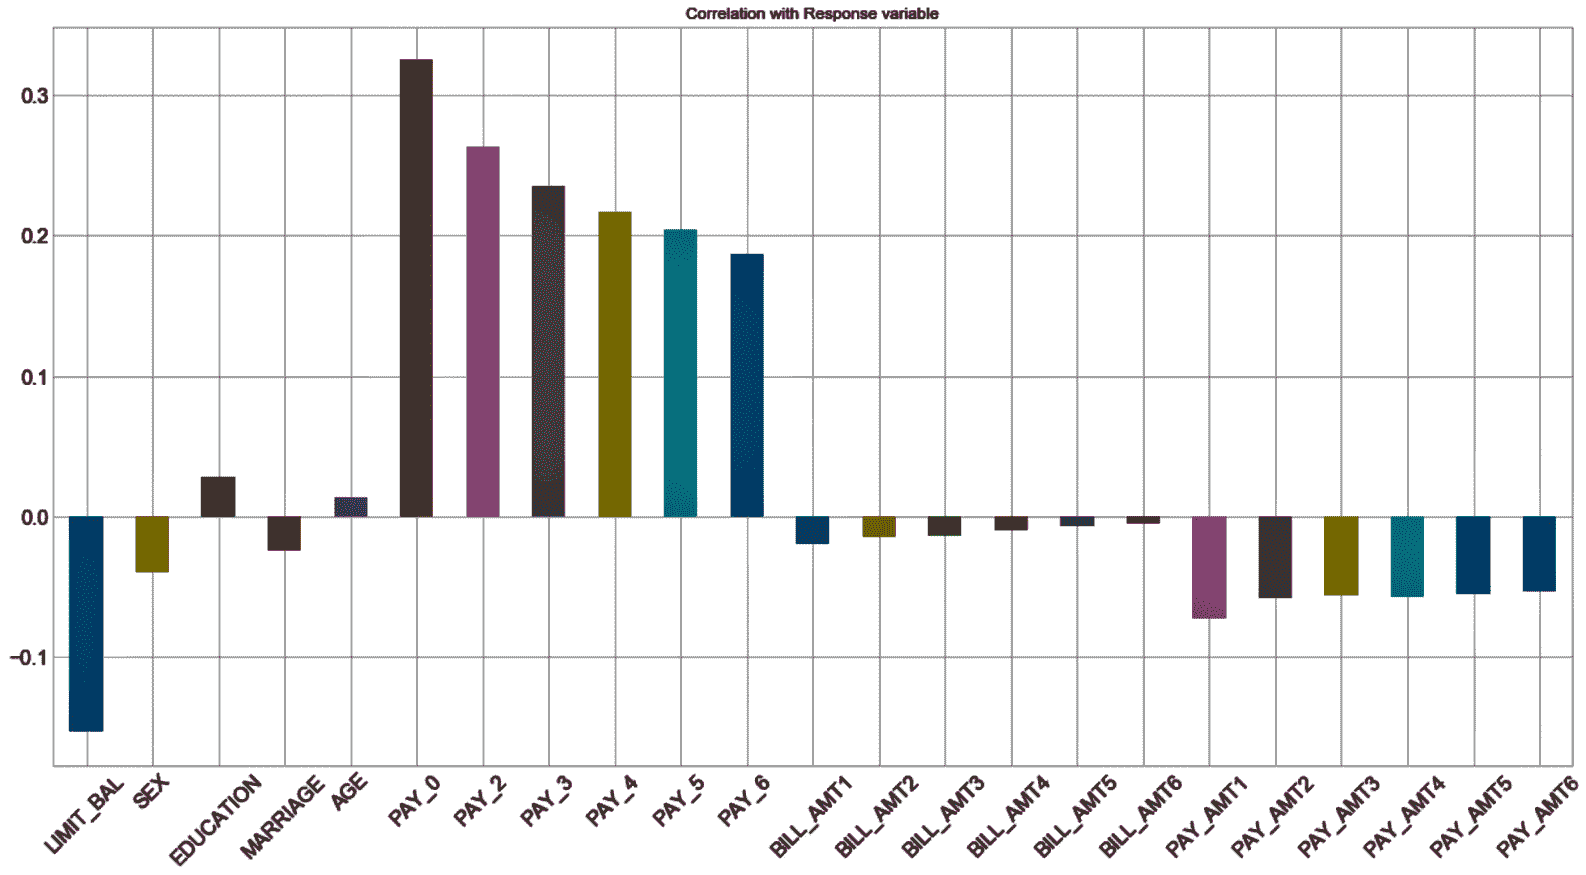 Correlation with Response variable
0.3
0.2
0.1
0.0
−0.1
LIMIT_BAL
SEX
EDUCATION
MARRIAGE
AGE
PAY_0
PAY_2
PAY_3
PAY_4
PAY_5
PAY_6
BILL_AMT1
BILL_AMT2
BILL_AMT3
BILL_AMT4
BILL_AMT5
BILL_AMT6
PAY_AMT1
PAY_AMT2
PAY_AMT3
PAY_AMT4
PAY_AMT5
PAY_AMT6